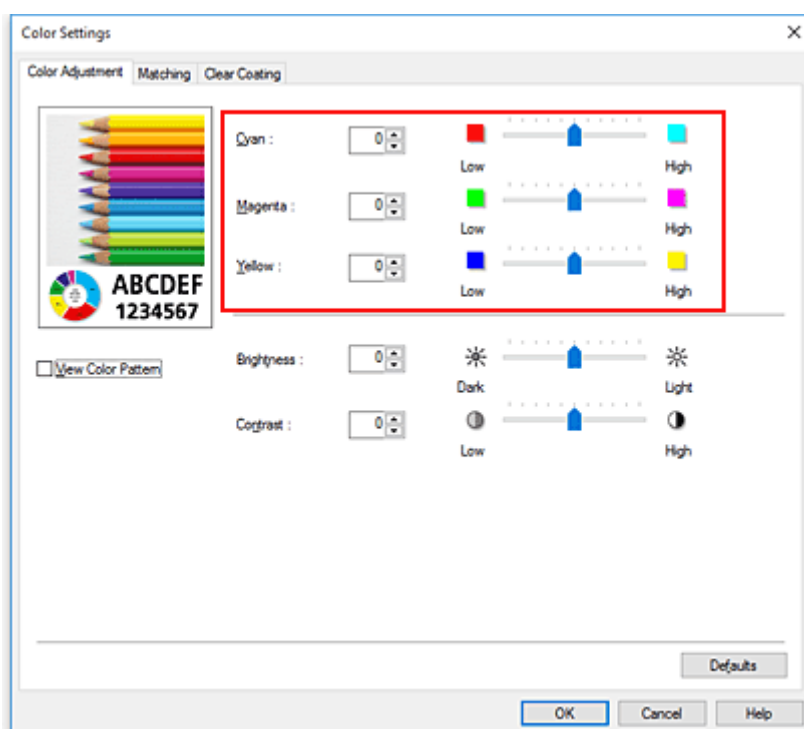 Color Settings
Color Adjustment Matching Clear Coating
Cyan : 0
Low High
Magenta : 0
Low High
Yellow : 0
Low High
ABCDEF
1234567
View Color Pattern
Brightness : 0
Dark Light
Contrast : 0
Low High
Defaults
OK Cancel Help